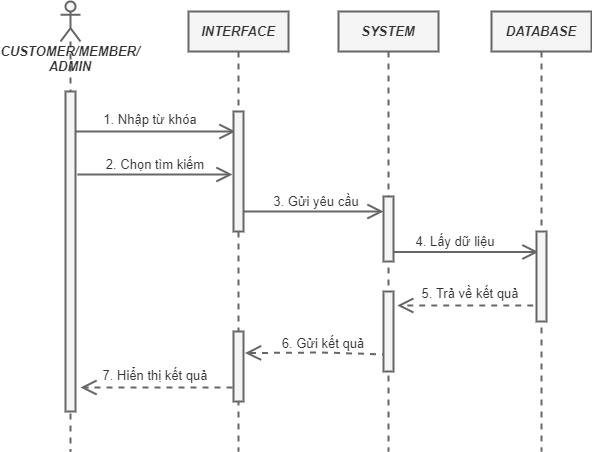 CUSTOMER/MEMBER/
ADMIN
INTERFACE
SYSTEM
DATABASE
1. Nhập từ khóa
2. Chọn tìm kiếm
3. Gửi yêu cầu
4. Lấy dữ liệu
5. Trả về kết quả
6. Gửi kết quả
7. Hiển thị kết quả